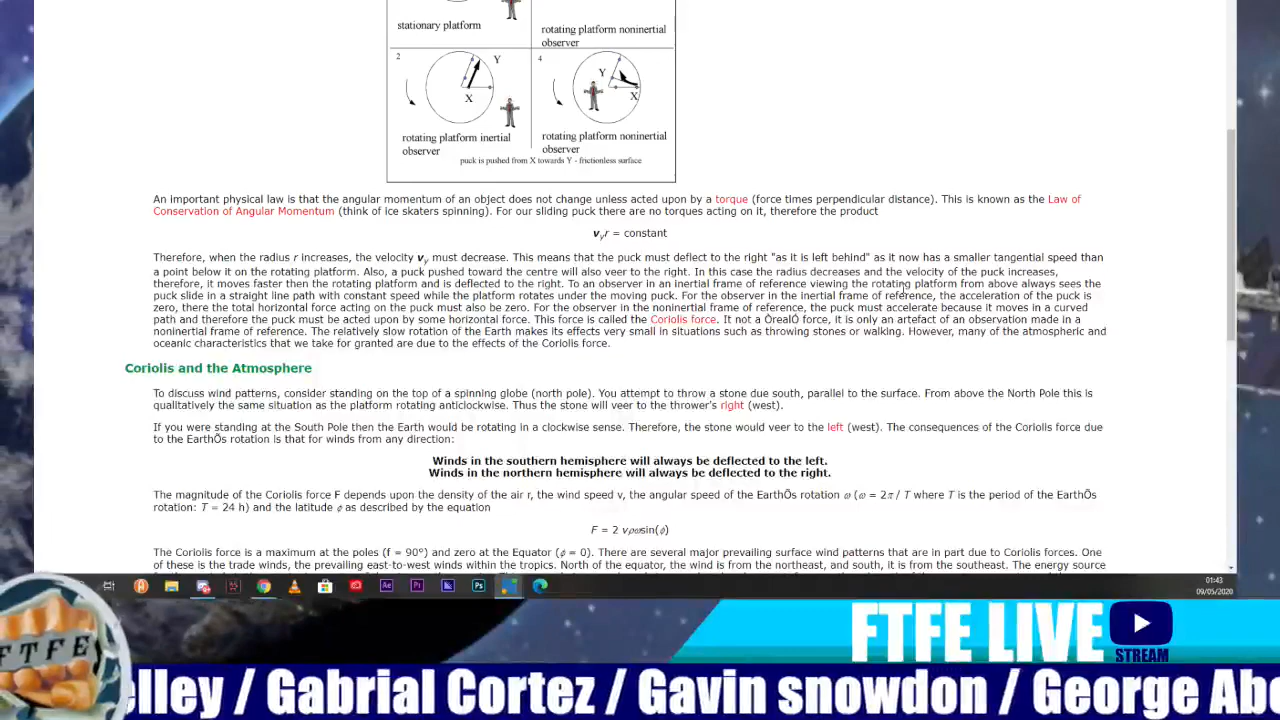 stationary platform
rotating platform noninertial
observer
2
Y
X
rotating platform inertial
observer
4
Y
X
rotating platform noninertial
observer
puck is pushed from X towards Y - frictionless surface
An important physical law is that the angular momentum of an object does not change unless acted upon by a torque (force times perpendicular distance). This is known as the Law of
Conservation of Angular Momentum (think of ice skaters spinning). For our sliding puck there are no torques acting on it, therefore the product
vyr = constant
Therefore, when the radius r increases, the velocity vy must decrease. This means that the puck must deflect to the right "as it is left behind" as it now has a smaller tangential speed than
a point below it on the rotating platform. Also, a puck pushed toward the centre will also veer to the right. In this case the radius decreases and the velocity of the puck increases,
therefore, it moves faster then the rotating platform and is deflected to the right. To an observer in an inertial frame of reference viewing the rotating platform from above always sees the
puck slide in a straight line path with constant speed while the platform rotates under the moving puck. For the observer in the inertial frame of reference, the acceleration of the puck is
zero, there the total horizontal force acting on the puck must also be zero. For the observer in the noninertial frame of reference, the puck must accelerate because it moves in a curved
path and therefore the puck must be acted upon by some horizontal force. This force is called the Coriolis force. It not a ÒrealÓ force, it is only an artefact of an observation made in a
noninertial frame of reference. The relatively slow rotation of the Earth makes its effects very small in situations such as throwing stones or walking. However, many of the atmospheric and
oceanic characteristics that we take for granted are due to the effects of the Coriolis force.
Coriolis and the Atmosphere
To discuss wind patterns, consider standing on the top of a spinning globe (north pole). You attempt to throw a stone due south, parallel to the surface. From above the North Pole this is
qualitatively the same situation as the platform rotating anticlockwise. Thus the stone will veer to the thrower's right (west).
If you were standing at the South Pole then the Earth would be rotating in a clockwise sense. Therefore, the stone would veer to the left (west). The consequences of the Coriolis force due
to the EarthÕs rotation is that for winds from any direction:
Winds in the southern hemisphere will always be deflected to the left.
Winds in the northern hemisphere will always be deflected to the right.
The magnitude of the Coriolis force F depends upon the density of the air r, the wind speed v, the angular speed of the EarthÕs rotation ω (ω = 2π / T where T is the period of the EarthÕs
rotation: T = 24 h) and the latitude ϕ as described by the equation
F = 2 vρωsin(ϕ)
The Coriolis force is a maximum at the poles (f = 90°) and zero at the Equator (ϕ = 0). There are several major prevailing surface wind patterns that are in part due to Coriolis forces. One
of these is the trade winds, the prevailing east-to-west winds within the tropics. North of the equator, the wind is from the northeast, and south, it is from the southeast. The energy source
Ae
Pr
Ps
01:43
09/05/2020
FTFE
FTFE LIVE
STREAM
elley / Gabrial Cortez / Gavin snowdon / George Abe